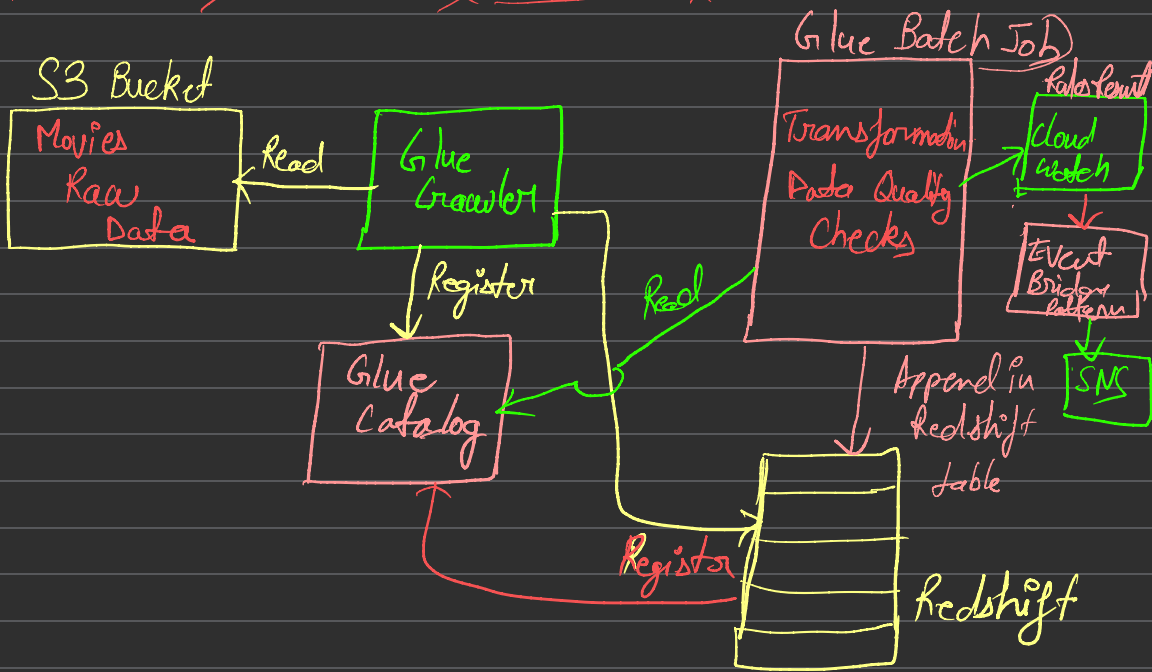 S3 Bucket
Movies
Raw
Data
Read
Glue
Crawler
Register
Glue
Catalog
Read
Glue Batch Job
Transformation
Data Quality
Checks
Cloud
Watch
Event
Bridge
Pattern
SNS
Append in
Redshift
table
Register
Redshift